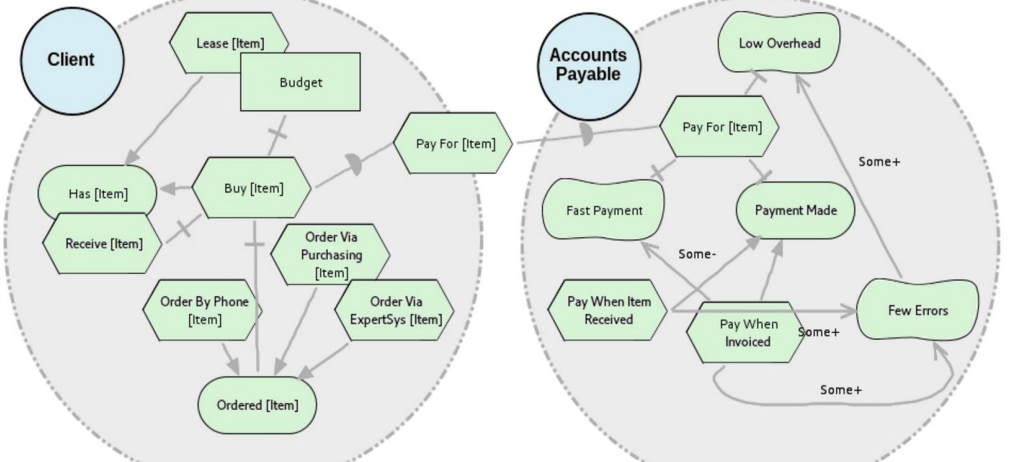 Client
Lease [Item]
Budget
Pay For [Item]
Has [Item]
Buy [Item]
Receive [Item]
Order Via
Purchasing
[Item]
Order By Phone
[Item]
Order Via
ExpertSys [Item]
Ordered [Item]
Accounts
Payable
Low Overhead
Pay For [Item]
Some+
Fast Payment
Payment Made
Some-
Pay When Item
Received
Pay When
Invoiced
Some+
Few Errors
Some+